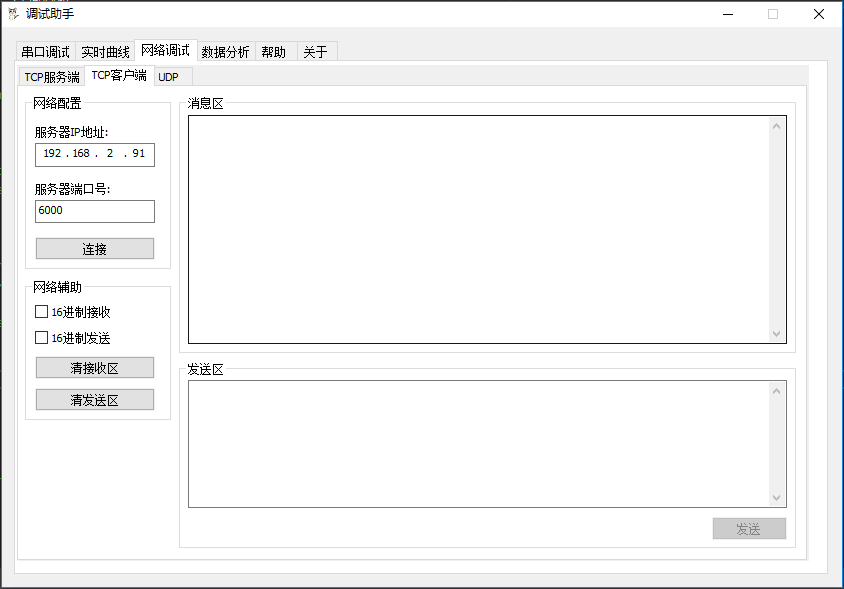 调试助手
串口调试 实时曲线 网络调试 数据分析 帮助 关于
TCP服务端 TCP客户端 UDP
网络配置
服务器IP地址:
192 . 168 . 2 . 91
服务器端口号:
6000
连接
网络辅助
16进制接收
16进制发送
清接收区
清发送区
消息区
发送区
发送